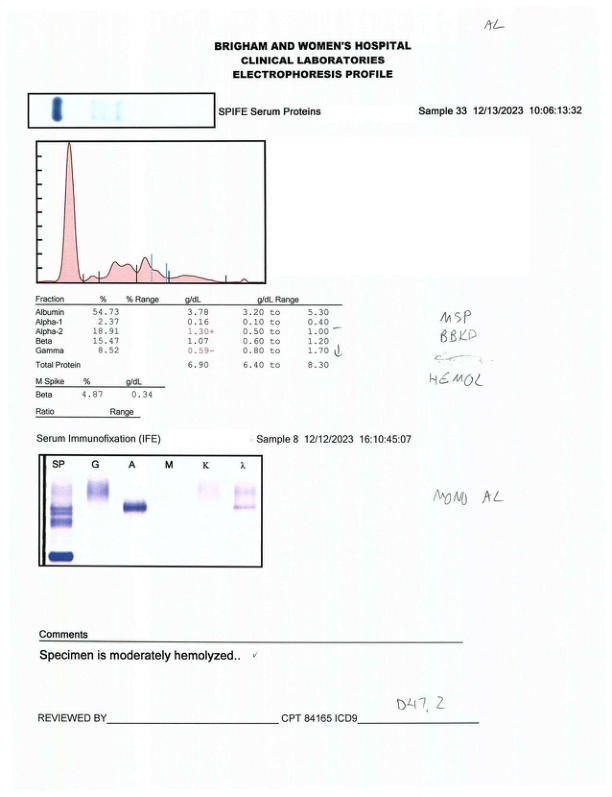 AL
BRIGHAM AND WOMEN'S HOSPITAL
CLINICAL LABORATORIES
ELECTROPHORESIS PROFILE
SPIFE Serum Proteins Sample 33 12/13/2023 10:06:13:32
Fraction % % Range g/dL g/dL Range
Albumin 54.73 3.78 3.20 to 5.30
Alpha-1 2.37 0.16 0.10 to 0.40
Alpha-2 18.91 1.30+ 0.50 to 1.00
Beta 15.47 1.07 0.60 to 1.20
Gamma 8.52 0.59- 0.80 to 1.70 ↓
Total Protein 6.90 6.40 to 8.30
MSP
BBKD
HEMOL
M Spike % g/dL
Beta 4.87 0.34
Ratio Range
Serum Immunofixation (IFE) Sample 8 12/12/2023 16:10:45:07
SP G A M K λ
MONO AL
Comments
Specimen is moderately hemolyzed.. ✓
D47.2
REVIEWED BY CPT 84165 ICD9